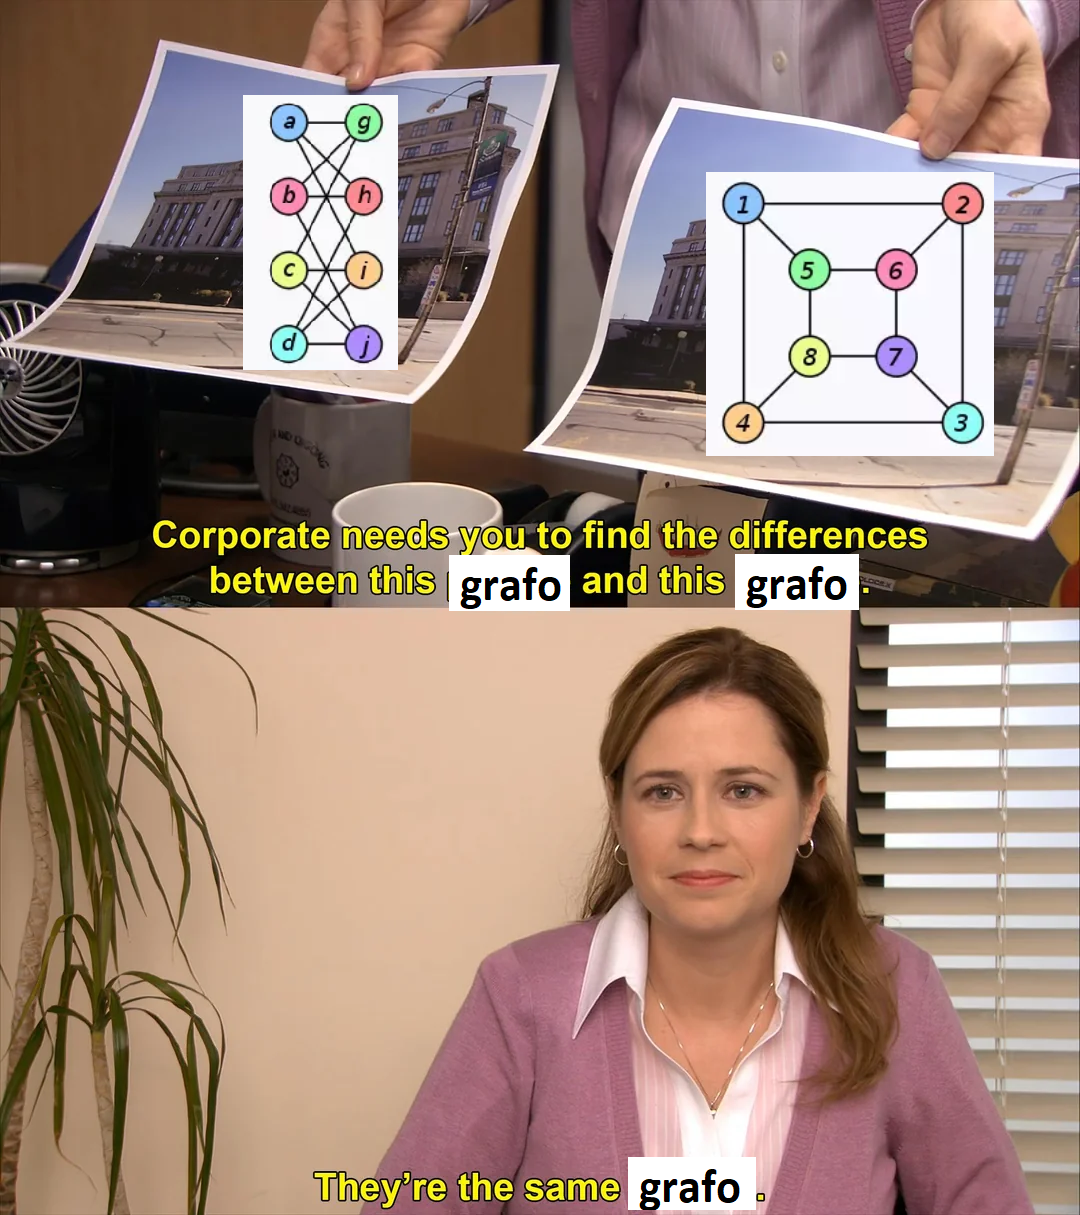 a g
b h
c i
d j
1 2
5 6
8 7
4 3
Corporate needs you to find the differences
between this grafo and this grafo.
They're the same grafo.